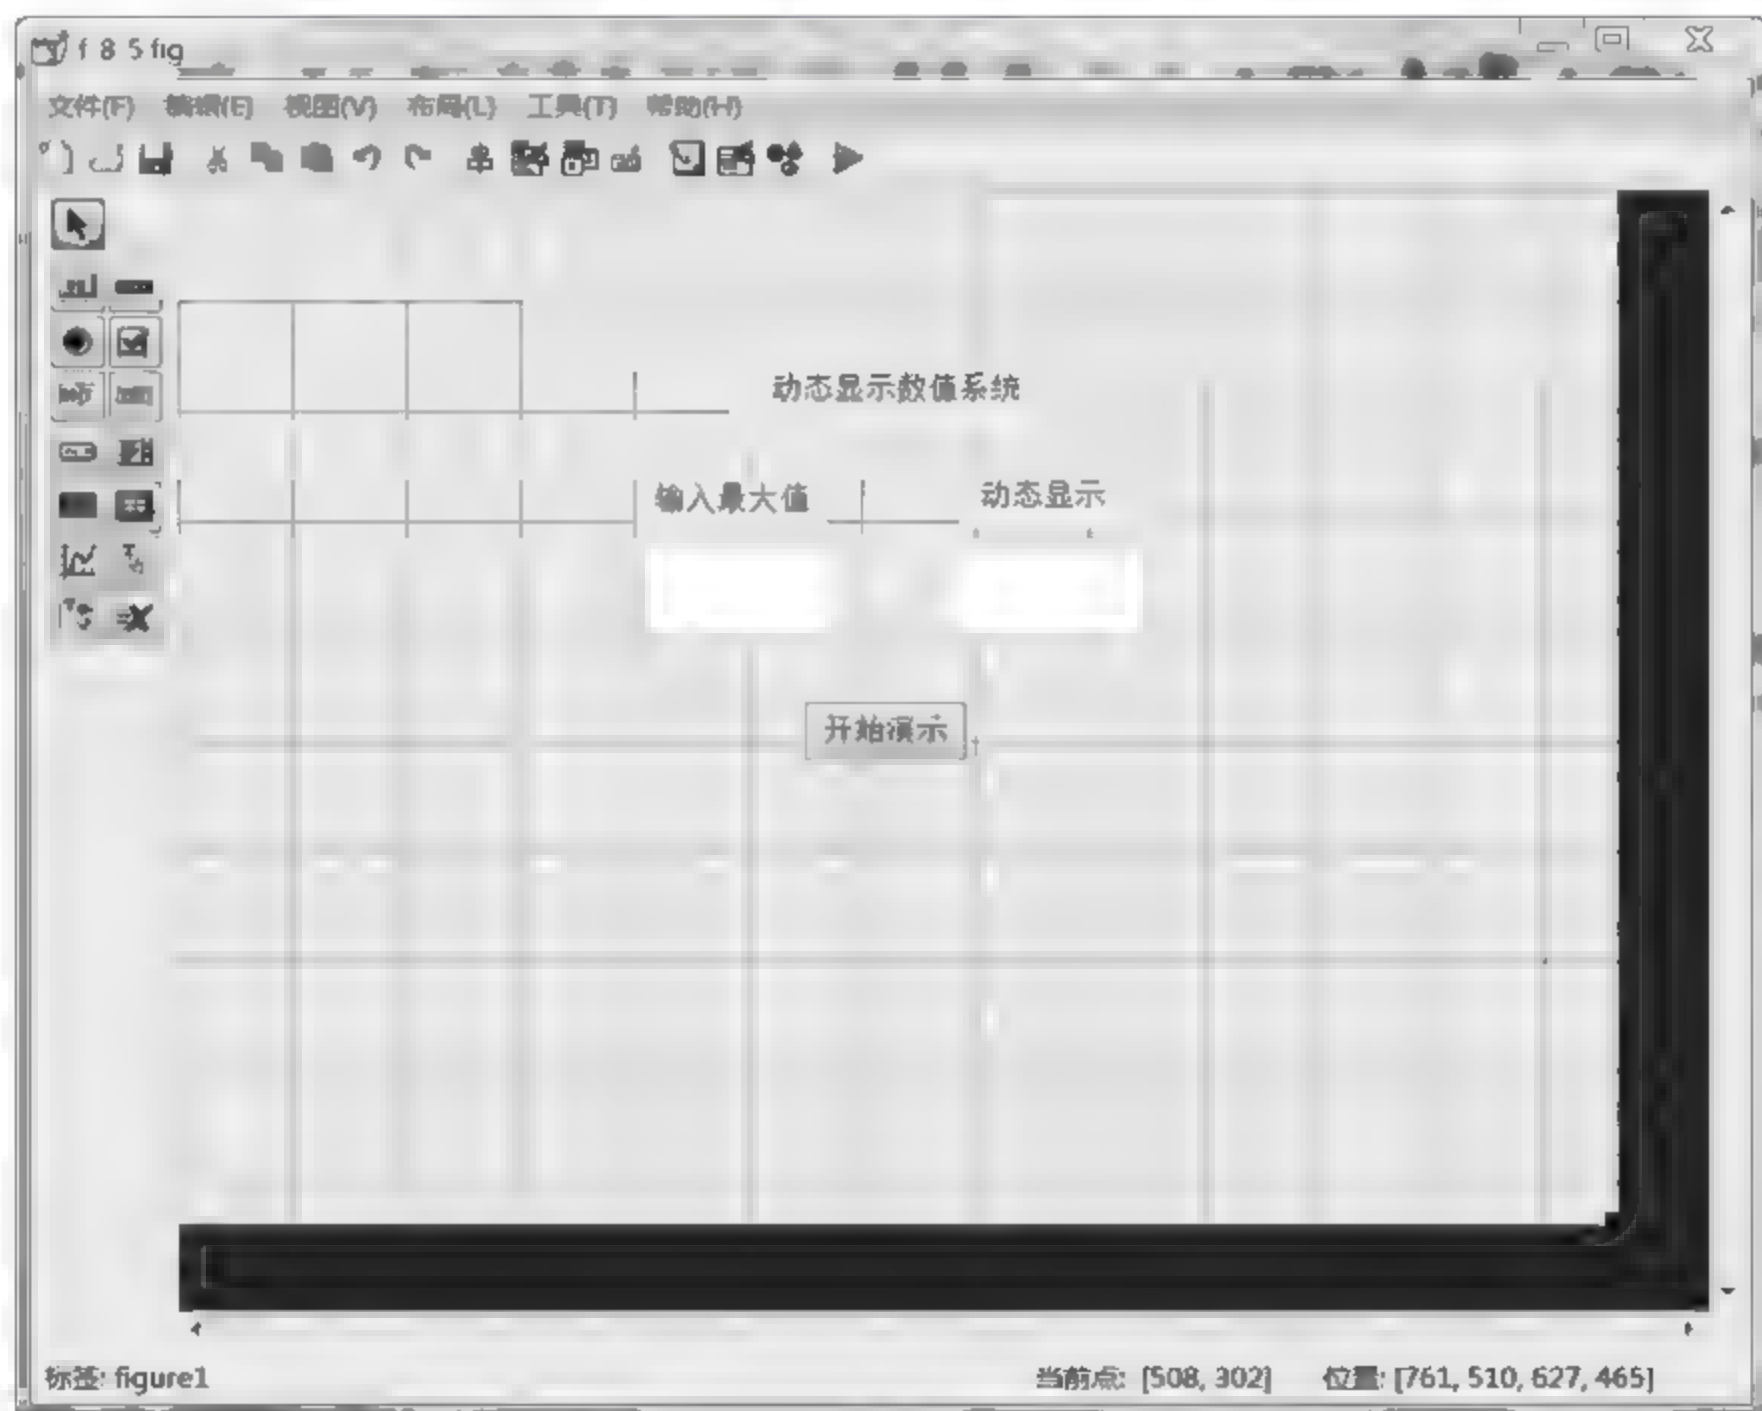 f 8 5 fig
文件(F) 编辑(E) 视图(V) 布局(L) 工具(T) 帮助(H)
动态显示数值系统
输入最大值 动态显示
开始演示
标签: figure1 当前点: [508, 302] 位置: [761, 510, 627, 465]